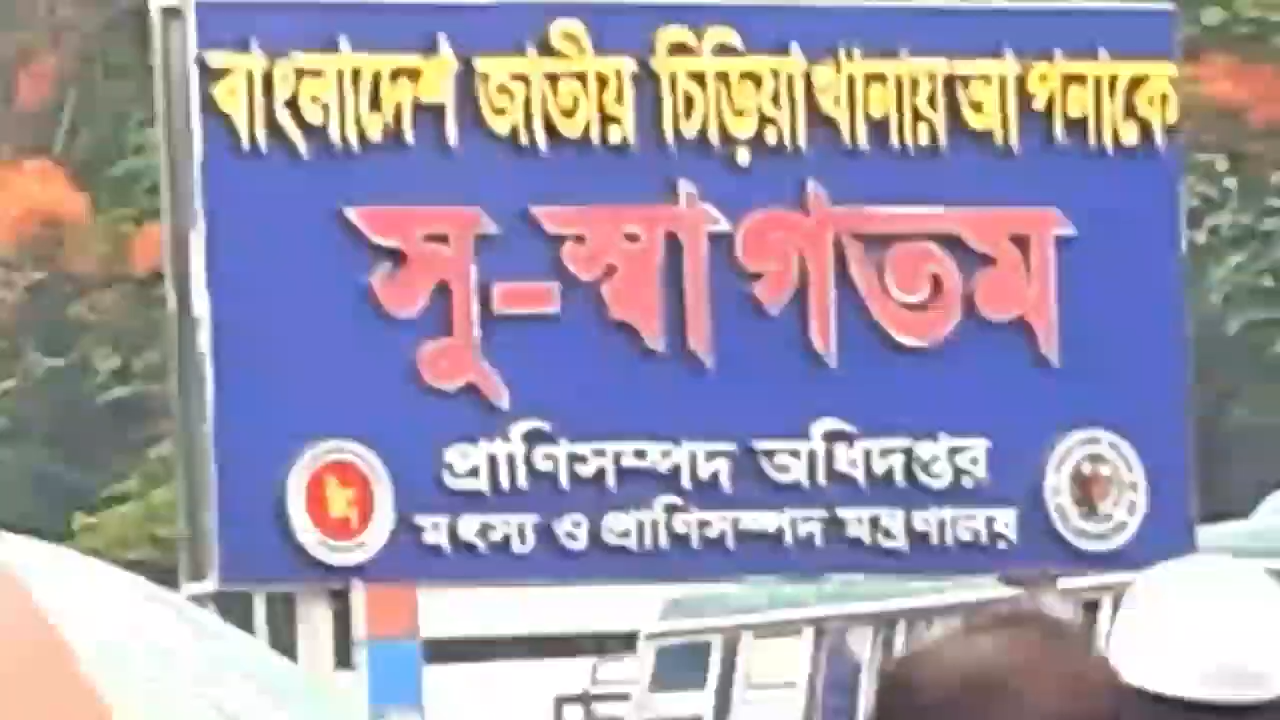 বাংলাদেশ জাতীয় চিড়িয়াখানায় আপনাকে
সু-স্বাগতম
প্রাণিসম্পদ অধিদপ্তর
মৎস্য ও প্রাণিসম্পদ মন্ত্রণালয়